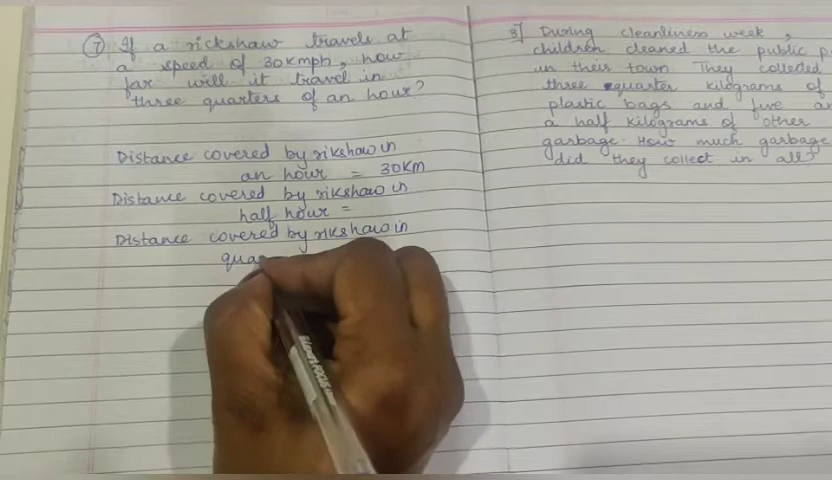 7 If a rickshaw travels at
a speed of 30kmph, how
far will it travel in
three quarters of an hour?
Distance covered by rikshaw in
an hour = 30KM
Distance covered by rikshaw in
half hour =
Distance covered by rikshaw in
qua
8] During cleanliness week,
children cleaned the public p
in their town They collected
three quarter kilograms of
plastic bags and five an
a half kilograms of other
garbage. How much garbage
did they collect in all?